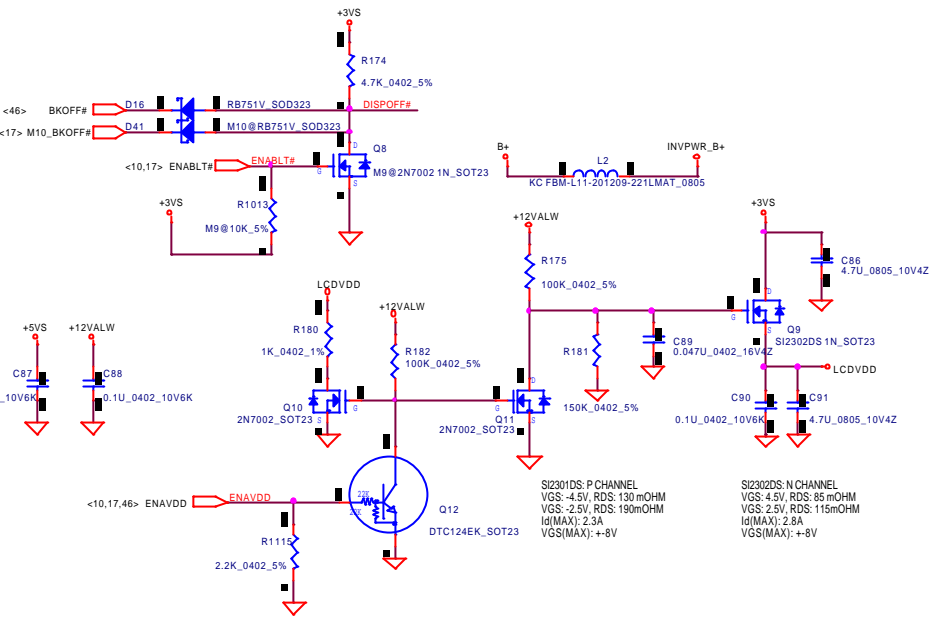 +3VS
R174
4.7K_0402_5%
<46> BKOFF# D16 RB751V_SOD323 DISPOFF#
<17> M10_BKOFF# D41 M10@RB751V_SOD323
D
Q8
G
M9@2N7002 1N_SOT23
S
<10,17> ENABLT# ENABLT#
R1013
M9@10K_5%
+3VS
B+ INVPWR_B+
L2
KC FBM-L11-201209-221LMAT_0805
+12VALW
R175
100K_0402_5%
+3VS
C86
4.7U_0805_10V4Z
D
G
Q9
S
SI2302DS 1N_SOT23
LCDVDD
R180
1K_0402_1%
+12VALW
R182
100K_0402_5%
R181
150K_0402_5%
C89
0.047U_0402_16V4Z
LCDVDD
C90
0.1U_0402_10V6K
C91
4.7U_0805_10V4Z
+5VS
C87
_10V6K
+12VALW
C88
0.1U_0402_10V6K
D
G
Q10
S
2N7002_SOT23
D
G
Q11
S
2N7002_SOT23
<10,17,46> ENAVDD ENAVDD
22K
Q12
DTC124EK_SOT23
R1115
2.2K_0402_5%
SI2301DS: P CHANNEL
VGS: -4.5V, RDS: 130 mOHM
VGS: -2.5V, RDS: 190mOHM
Id(MAX): 2.3A
VGS(MAX): +-8V
SI2302DS: N CHANNEL
VGS: 4.5V, RDS: 85 mOHM
VGS: 2.5V, RDS: 115mOHM
Id(MAX): 2.8A
VGS(MAX): +-8V